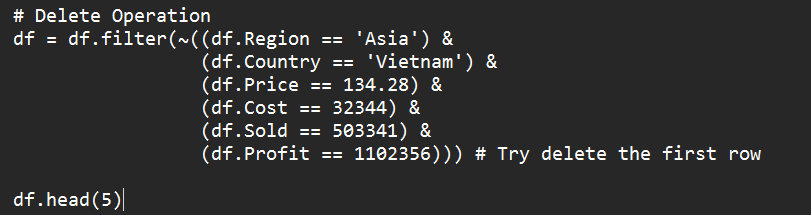 # Delete Operation
df = df.filter(~((df.Region == 'Asia') &
                 (df.Country == 'Vietnam') &
                 (df.Price == 134.28) &
                 (df.Cost == 32344) &
                 (df.Sold == 503341) &
                 (df.Profit == 1102356))) # Try delete the first row

df.head(5)